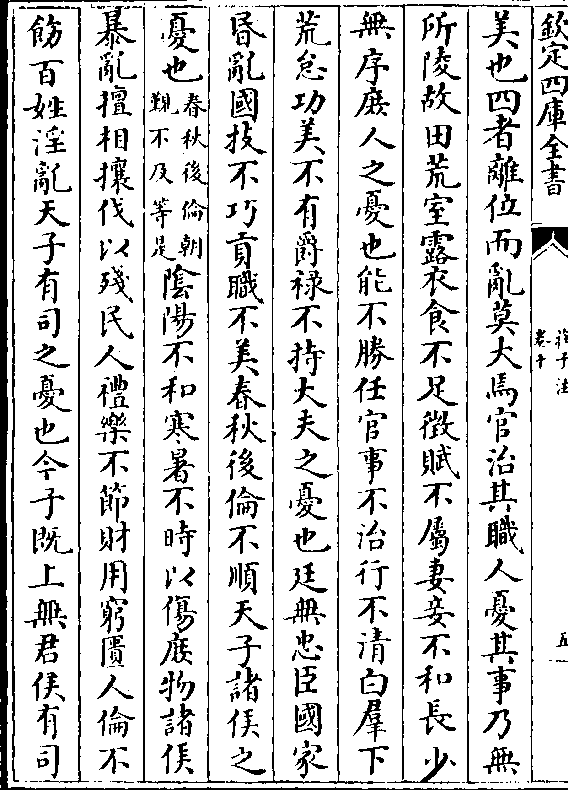 欽定四庫全書
莊子注
卷十
五
美也四者離位而亂莫大焉官治其職人憂其事乃無
所陵故田荒室露衣食不足徵賦不屬妻妾不和長少
無序庻人之憂也能不勝任官事不治行不清白羣下
荒怠功美不有爵禄不持大夫之憂也廷無忠臣國家
昬亂國技不巧貢職不美春秋後倫不順天子諸侯之
憂也春秋後倫朝覲不及等是隂陽不和寒暑不時以傷庻物諸侯
暴亂擅相攘伐以殘民人禮樂不節財用窮匱人倫不
飭百姓淫亂天子有司之憂也今子既上無君侯有司